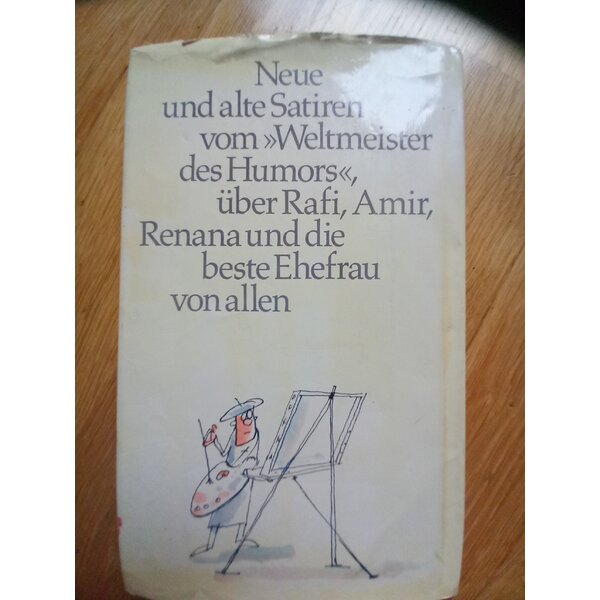 Neue
und alte Satiren
vom »Weltmeister
des Humors«,
über Rafi, Amir,
Renana und die
beste Ehefrau
von allen